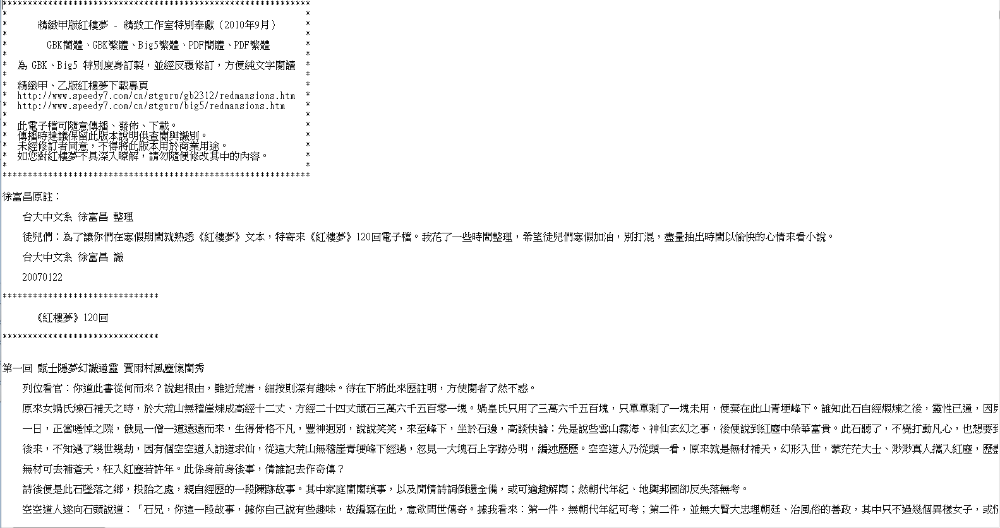 *************************************************************
* *
* 精緻甲版紅樓夢 - 精致工作室特別奉獻（2010年9月） *
* *
* GBK簡體、GBK繁體、Big5繁體、PDF簡體、PDF繁體 *
* *
* 為 GBK、Big5 特別度身訂製，並經反覆修訂，方便純文字閱讀 *
* *
* 精緻甲、乙版紅樓夢下載專頁 *
* http://www.speedy7.com/cn/stguru/gb2312/redmansions.htm *
* http://www.speedy7.com/cn/stguru/big5/redmansions.htm *
* *
* 此電子檔可隨意傳播、發佈、下載。 *
* 傳播時建議保留此版本說明供查閱與識別。 *
* 未經修訂者同意，不得將此版本用於商業用途。 *
* 如您對紅樓夢不具深入瞭解，請勿隨便修改其中的內容。 *
* *
*************************************************************
徐富昌原註：
台大中文系 徐富昌 整理
徒兒們：為了讓你們在寒假期間就熟悉《紅樓夢》文本，特寄來《紅樓夢》120回電子檔。我花了一些時間整理，希望徒兒們寒假加油，別打混，盡量抽出時間以愉快的心情來看小說。
台大中文系 徐富昌 識
20070122
*******************************
《紅樓夢》120回
*******************************
第一回 甄士隱夢幻識通靈 賈雨村風塵懷閨秀
列位看官：你道此書從何而來？說起根由，雖近荒唐，細按則深有趣味。待在下將此來歷註明，方使閱者了然不惑。
原來女媧氏煉石補天之時，於大荒山無稽崖煉成高經十二丈、方經二十四丈頑石三萬六千五百零一塊。媧皇氏只用了三萬六千五百塊，只單單剩了一塊未用，便棄在此山青埂峰下。誰知此石自經煆煉之後，靈性已通，因見
一日，正當嗟悼之際，俄見一僧一道遠遠而來，生得骨格不凡，豐神迥別，說說笑笑，來至峰下，坐於石邊，高談快論：先是說些雲山霧海、神仙玄幻之事，後便說到紅塵中榮華富貴。此石聽了，不覺打動凡心，也想要到
後來，不知過了幾世幾劫，因有個空空道人訪道求仙，從這大荒山無稽崖青埂峰下經過，忽見一大塊石上字跡分明，編述歷歷。空空道人乃從頭一看，原來就是無材補天，幻形入世，蒙茫茫大士、渺渺真人攜入紅塵，歷盡
無材可去補蒼天，枉入紅塵若許年。此係身前身後事，倩誰記去作奇傳？
詩後便是此石墜落之鄉，投胎之處，親自經歷的一段陳跡故事。其中家庭閨閣瑣事，以及閒情詩詞倒還全備，或可適趣解悶；然朝代年紀、地輿邦國卻反失落無考。
空空道人遂向石頭說道：「石兄，你這一段故事，據你自己說有些趣味，故編寫在此，意欲問世傳奇。據我看來：第一件，無朝代年紀可考；第二件，並無大賢大忠理朝廷、治風俗的善政，其中只不過幾個異樣女子，或情